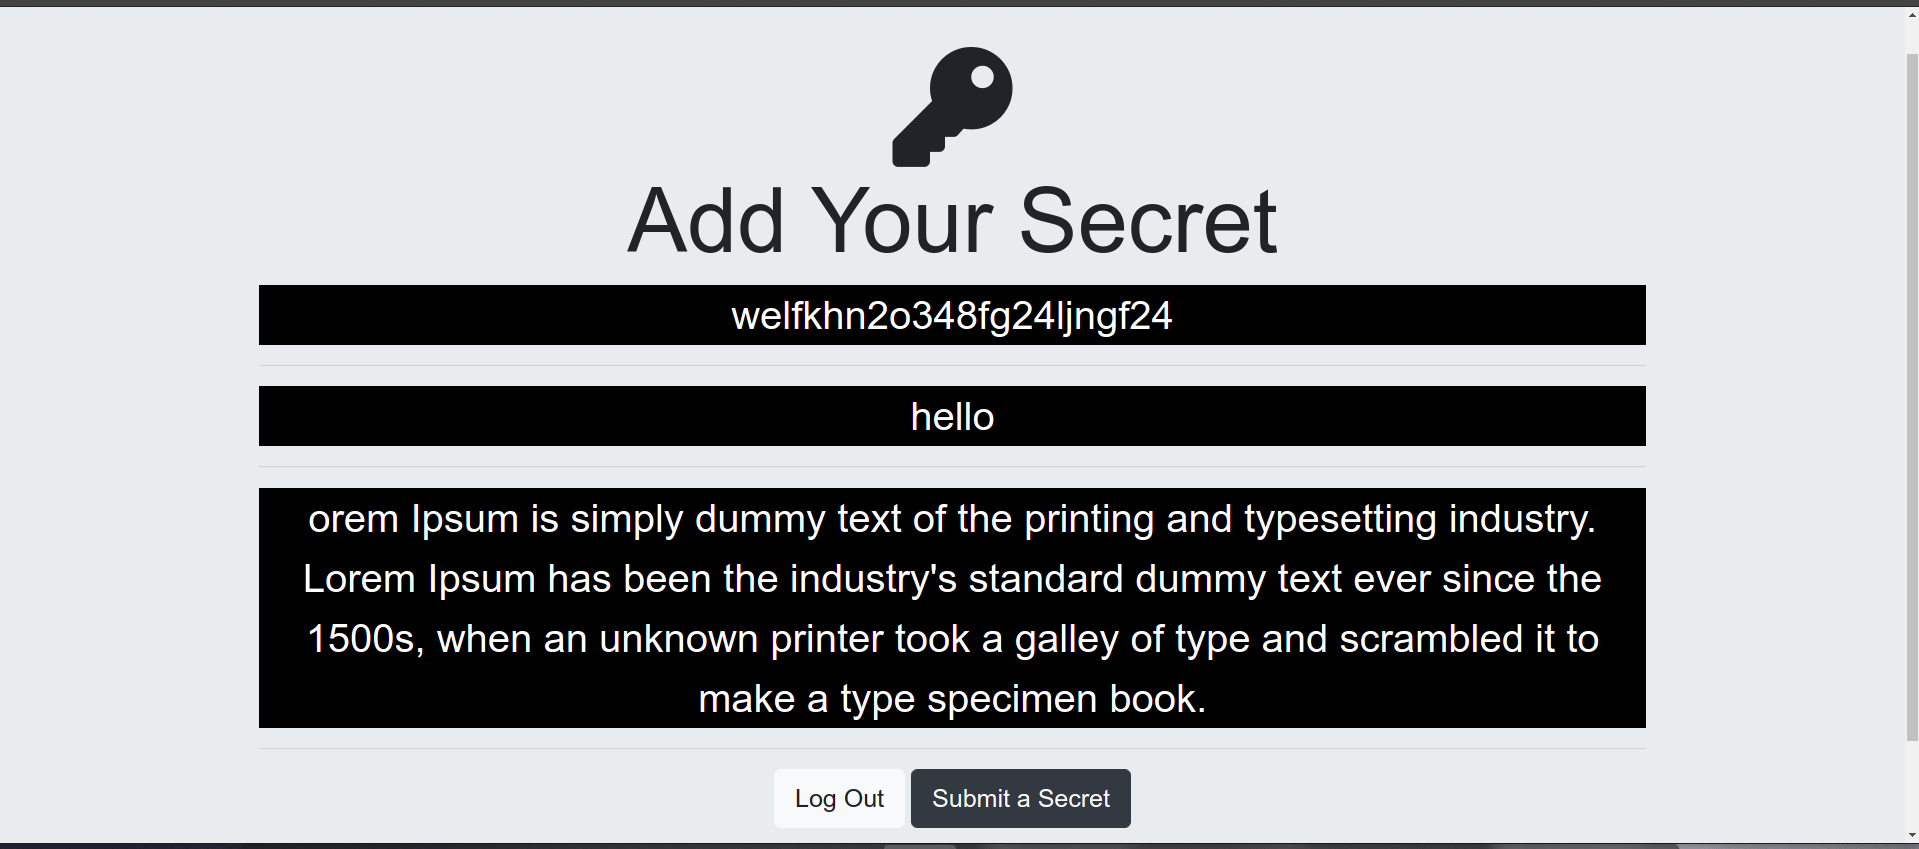 Add Your Secret
welfkhn2o348fg24ljngf24
hello
orem Ipsum is simply dummy text of the printing and typesetting industry.
Lorem Ipsum has been the industry's standard dummy text ever since the
1500s, when an unknown printer took a galley of type and scrambled it to
make a type specimen book.
Log Out
Submit a Secret